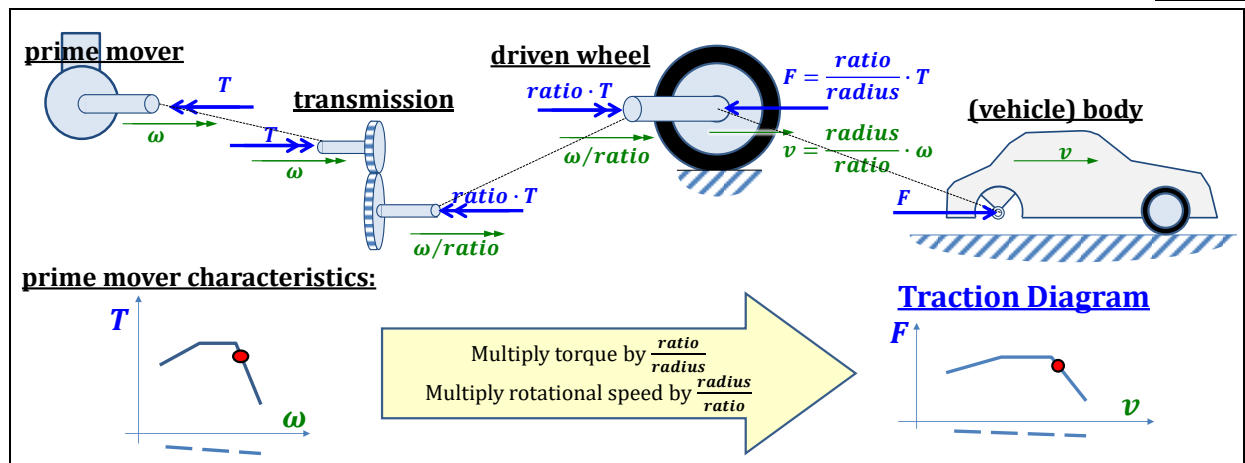 prime mover
T
ω
transmission
T
ω
ratio · T
ω/ratio
driven wheel
ratio · T
ω/ratio
F = ratio/radius · T
v = radius/ratio · ω
(vehicle) body
v
F
prime mover characteristics:
T
ω
Multiply torque by ratio/radius
Multiply rotational speed by radius/ratio
Traction Diagram
F
v